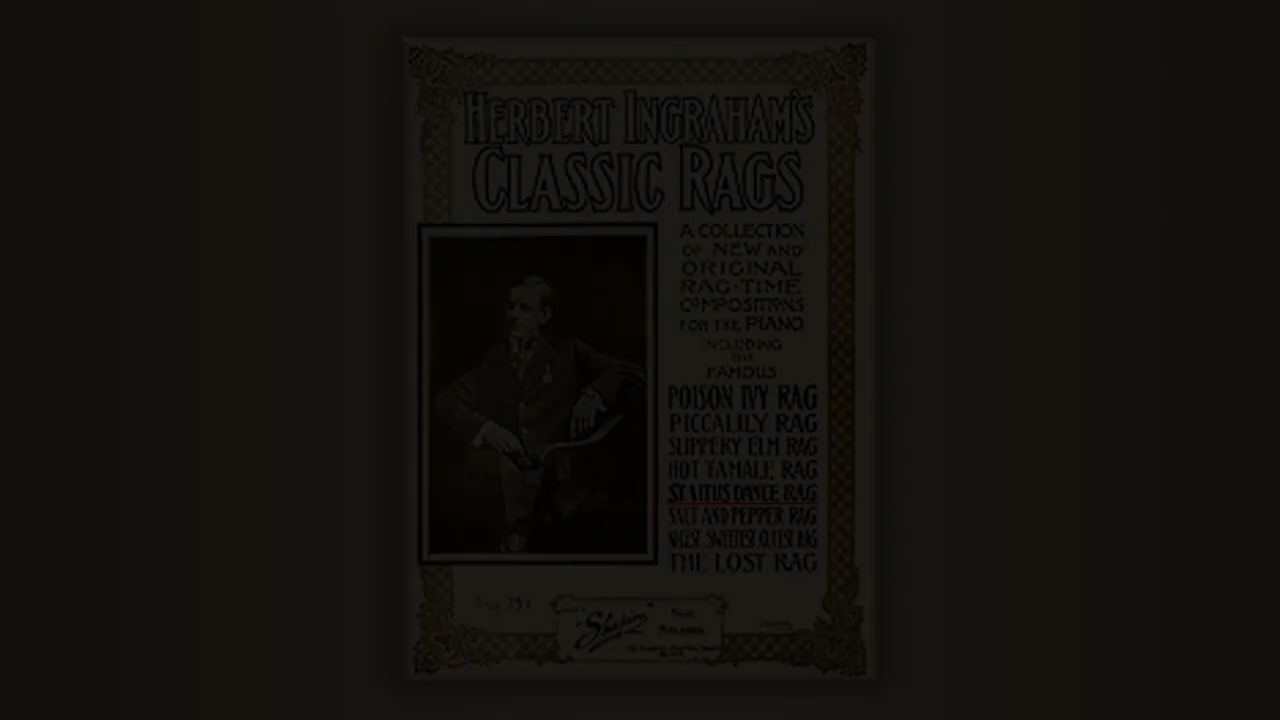 HERBERT INGRAHAM'S
CLASSIC RAGS
A COLLECTION
OF NEW AND
ORIGINAL
RAG-TIME
COMPOSITIONS
FOR THE PIANO
INCLUDING
THE
FAMOUS
POISON IVY RAG
PICCALILY RAG
SLIPPERY ELM RAG
HOT TAMALE RAG
ST. VITUS DANCE RAG
SALT AND PEPPER RAG
RAG
THE LOST RAG
"Shapiro"